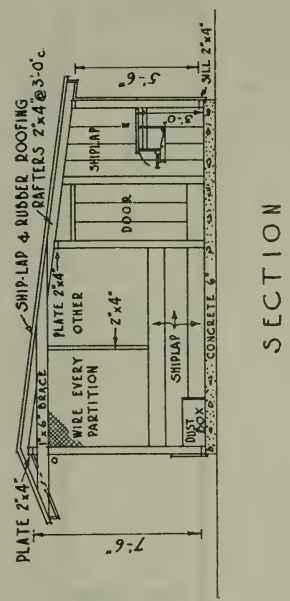 SHIP-LAP & RUBBER ROOFING
RAFTERS 2"x4"@3'-0"c.
PLATE 2"x4"
1"x6" BRACE
PLATE 2"x4"
WIRE EVERY OTHER
PARTITION
2"x4"
SHIPLAP
DOOR
5'-6"
7'-6"
3'-0"
SHIPLAP
DUST
BOX
CONCRETE 6"
SILL 2"x4"
SECTION